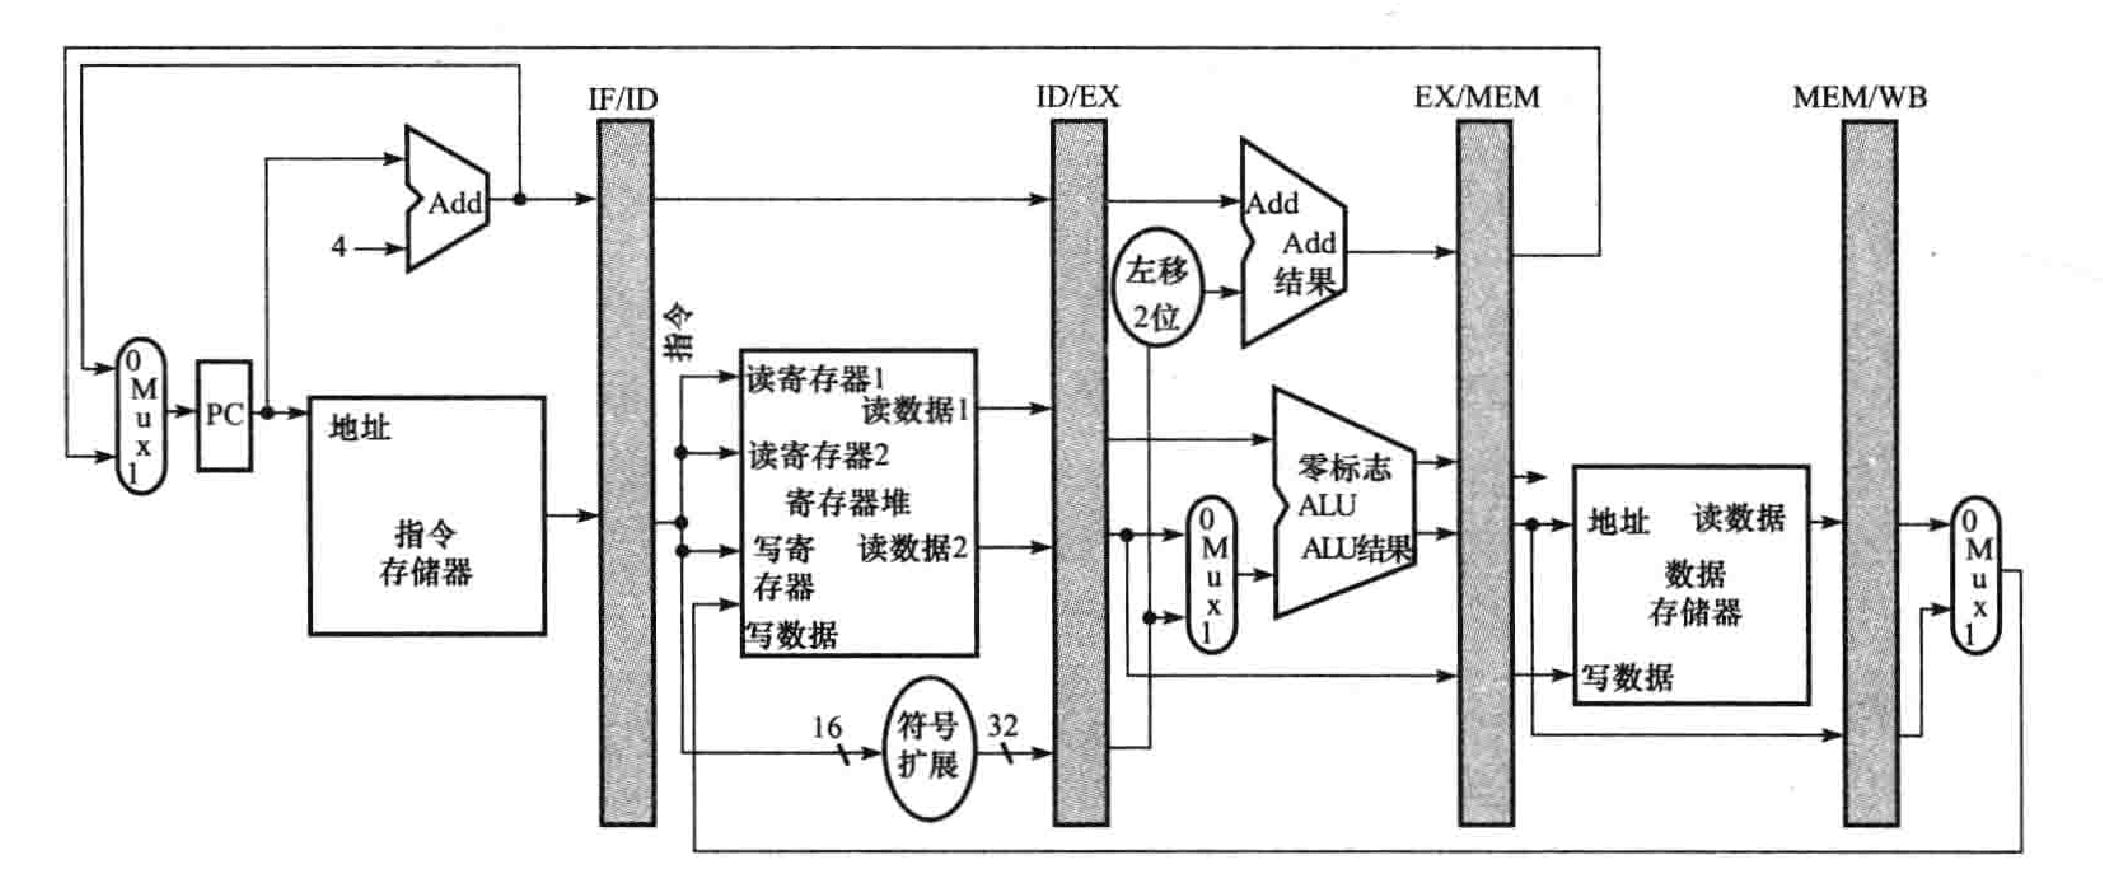 IF/ID
ID/EX
EX/MEM
MEM/WB
Add
4
0
M
u
x
1
PC
地址
指令
存储器
指令
读寄存器1
读数据1
读寄存器2
寄存器堆
写寄
存器
读数据2
写数据
16
符号
扩展
32
左移
2位
Add
Add
结果
零标志
ALU
ALU结果
0
M
u
x
1
地址
读数据
数据
存储器
写数据
0
M
u
x
1